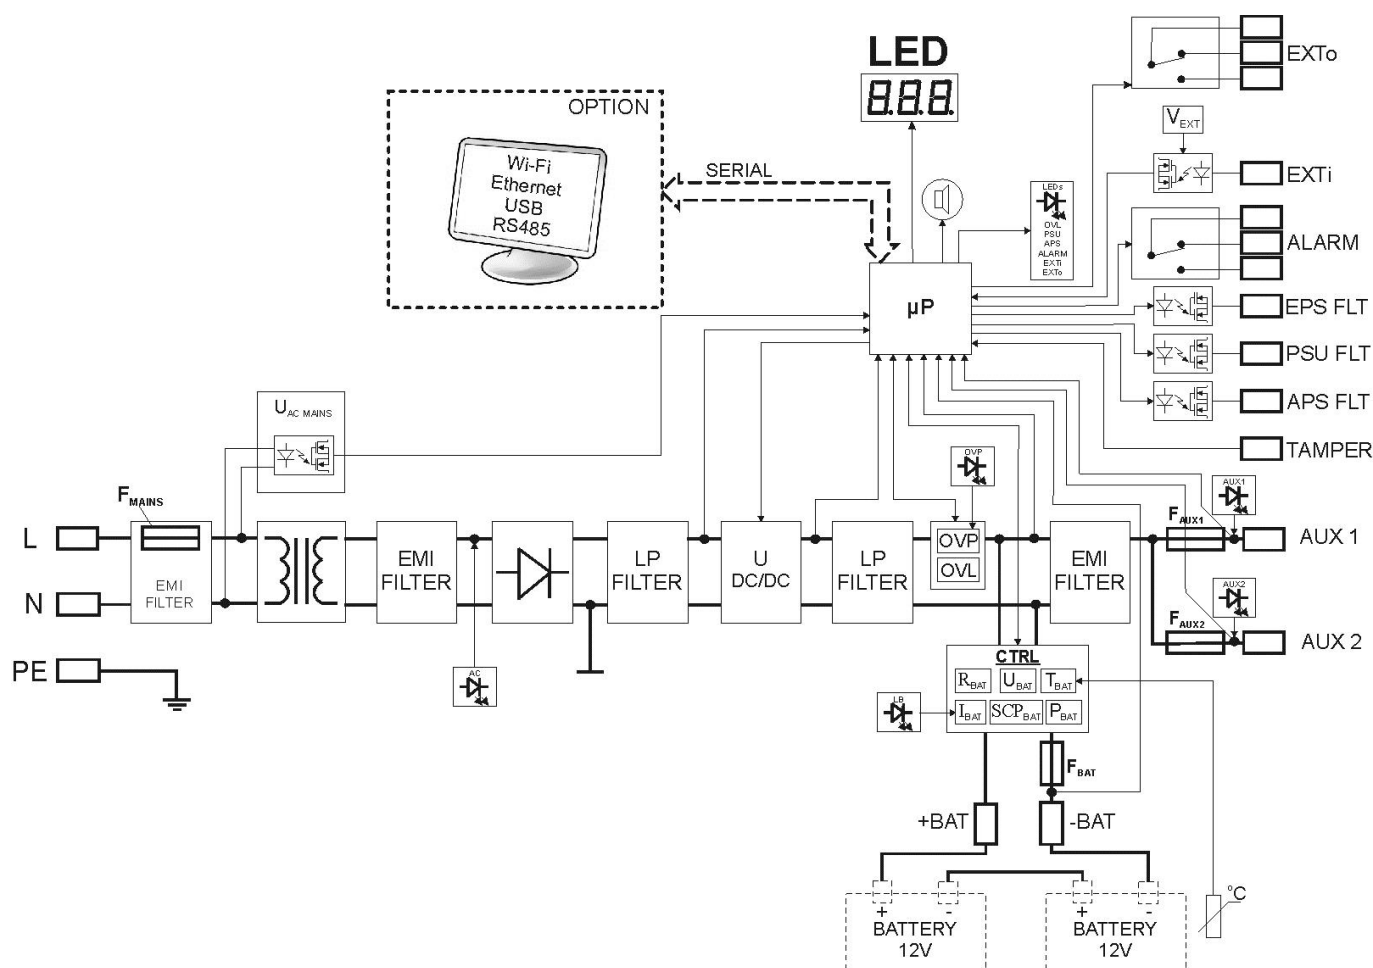 LED
8.8.8.
OPTION
Wi-Fi
Ethernet
USB
RS485
SERIAL
EXTo
VEXT
EXTi
LEDs
OVL
PSU
APS
ALARM
EXTi
EXTo
ALARM
µP
EPS FLT
PSU FLT
APS FLT
TAMPER
UAC MAINS
FMAINS
OVP
AUX1
FAUX1
L
EMI
FILTER
EMI
FILTER
LP
FILTER
U
DC/DC
LP
FILTER
OVP
OVL
EMI
FILTER
AUX 1
N
AUX2
FAUX2
AUX 2
PE
AC
CTRL
RBAT
UBAT
TBAT
LB
IBAT
SCPBAT
PBAT
FBAT
+BAT
-BAT
°C
+ -
BATTERY
12V
+ -
BATTERY
12V